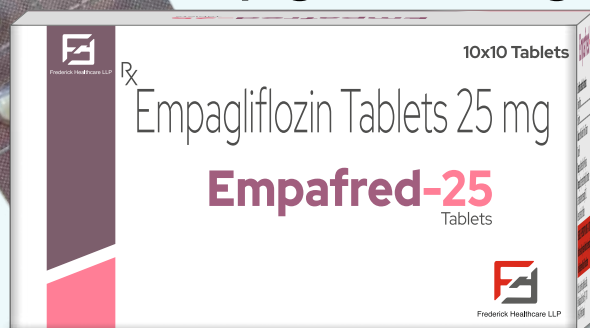 10x10 Tablets
Frederick Healthcare LLP
Rx
Empagliflozin Tablets 25 mg
Empafred-25
Tablets
Frederick Healthcare LLP